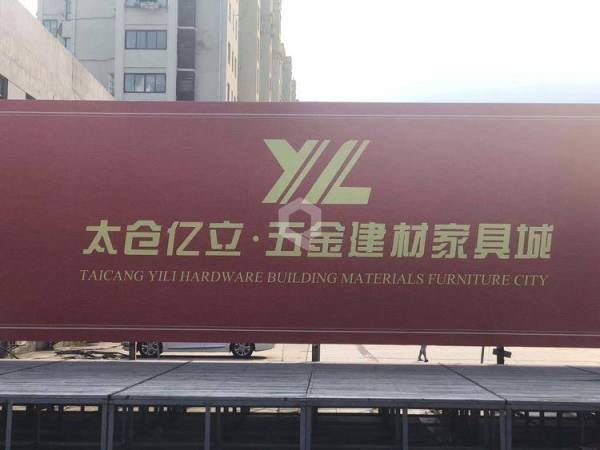 YL
太仓亿立·五金建材家具城
TAICANG YILI HARDWARE BUILDING MATERIALS FURNITURE CITY